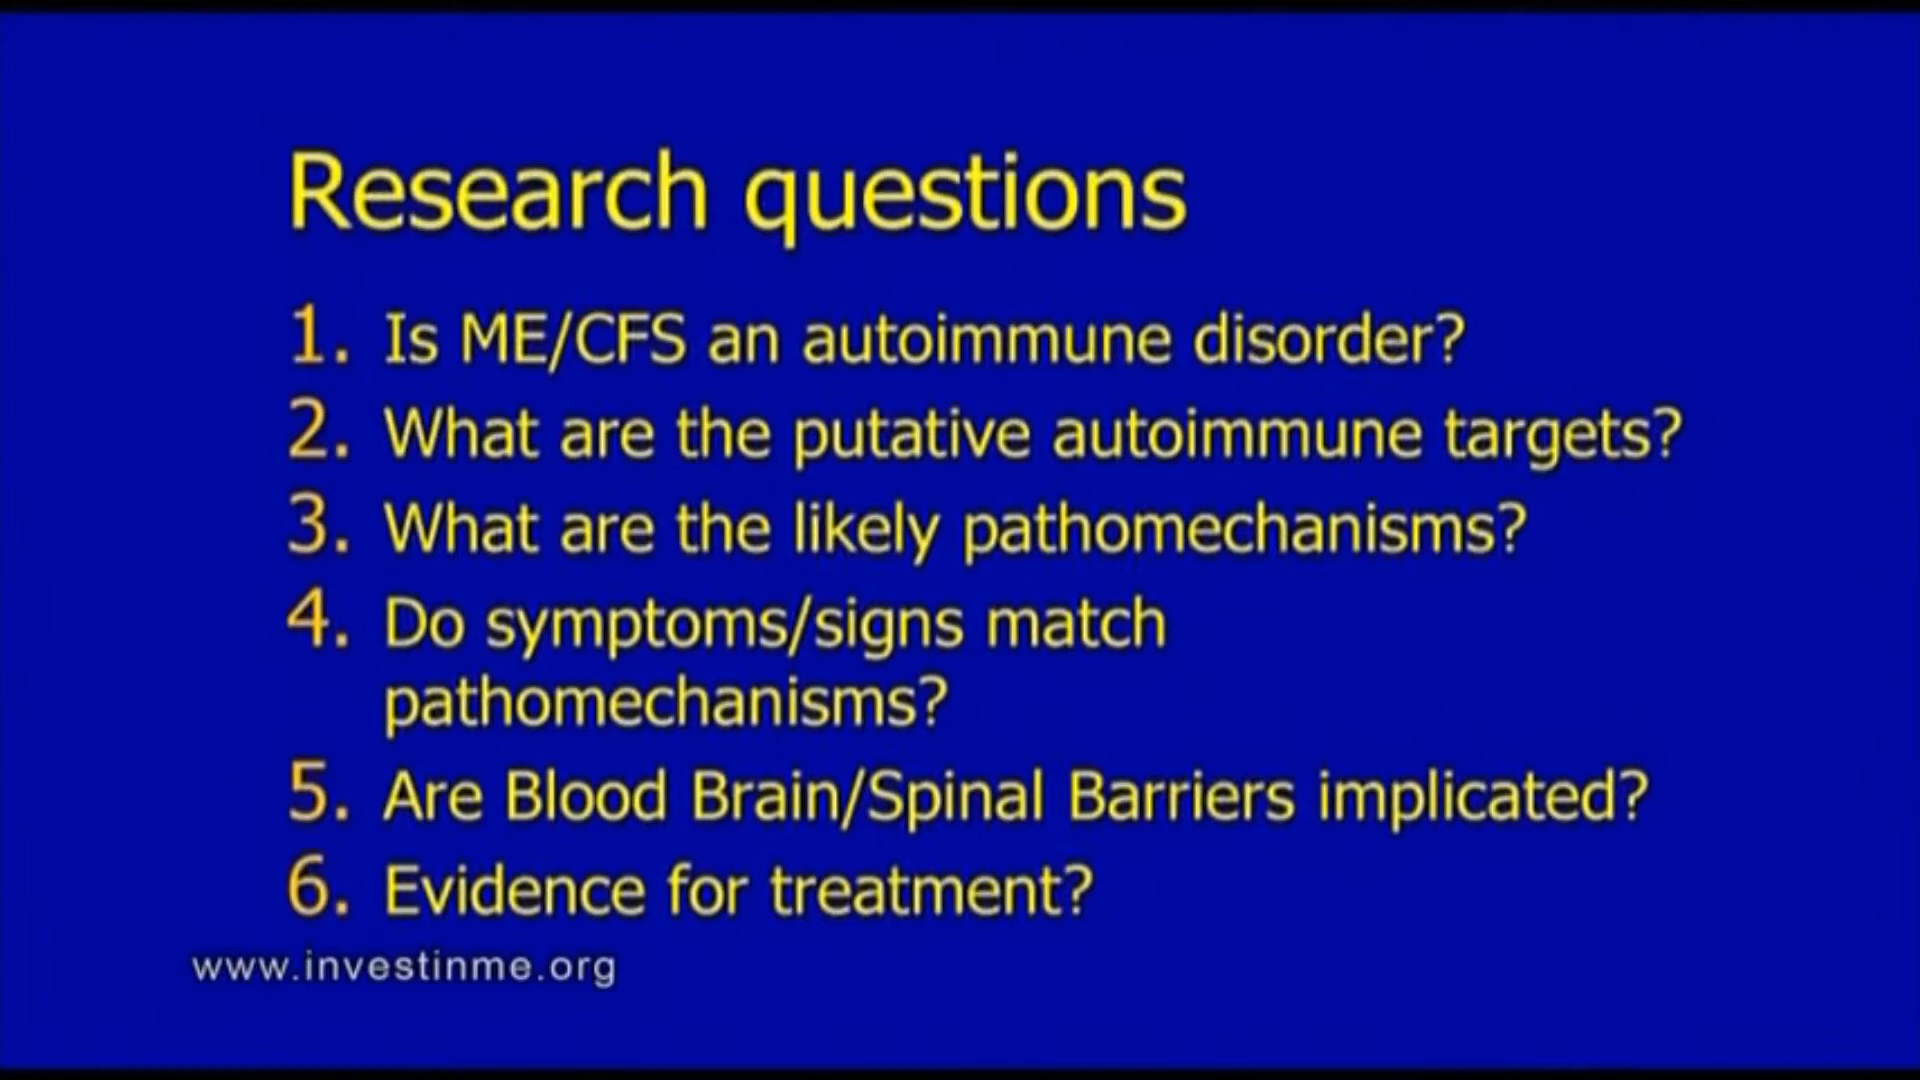 Research questions
1. Is ME/CFS an autoimmune disorder?
2. What are the putative autoimmune targets?
3. What are the likely pathomechanisms?
4. Do symptoms/signs match
pathomechanisms?
5. Are Blood Brain/Spinal Barriers implicated?
6. Evidence for treatment?
www.investinme.org